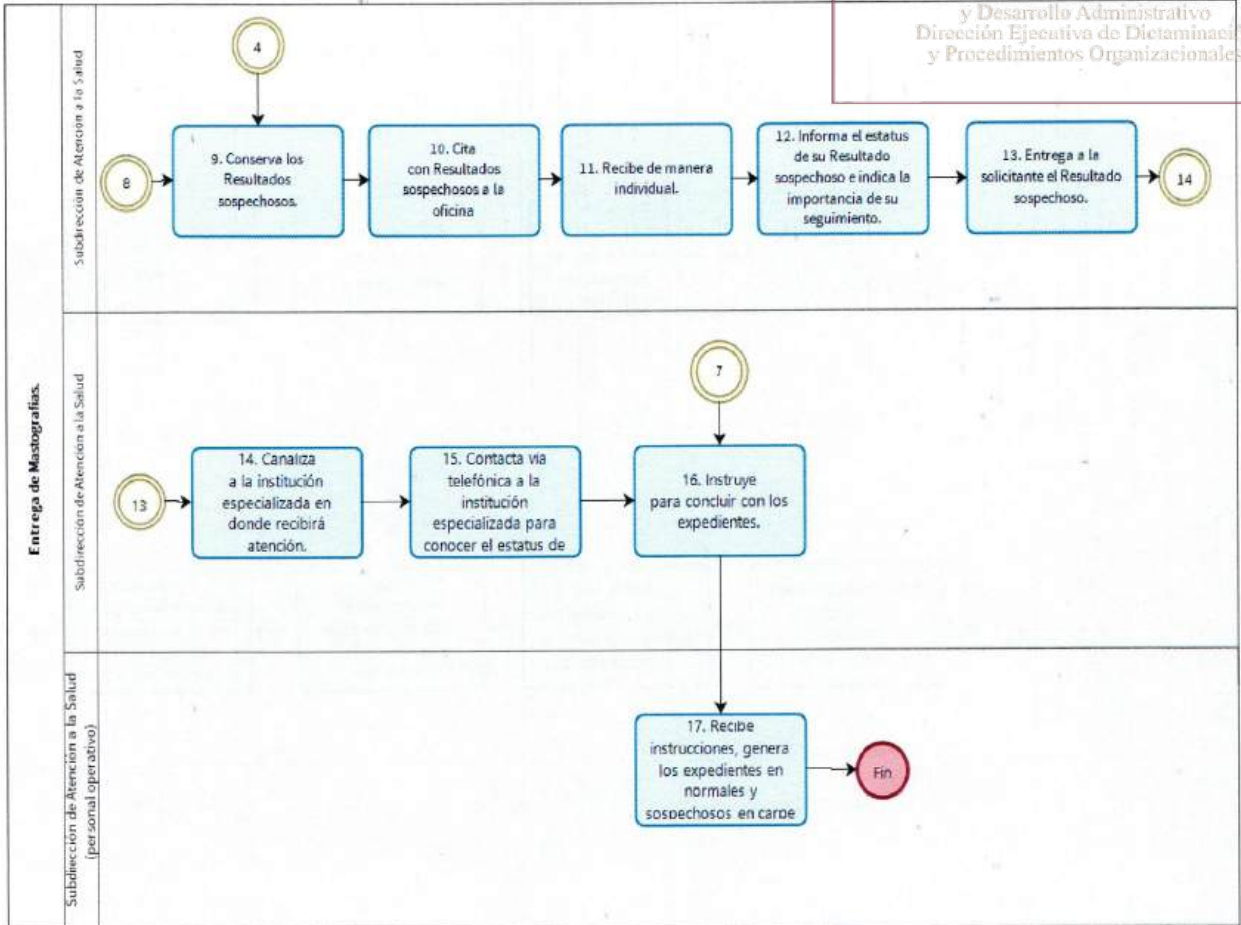 y Desarrollo Administrativo
Dirección Ejecutiva de Dictaminaci
y Procedimientos Organizacionales
Entrega de Mastografías.
Subdirección de Atención a la Salud
4
8
9. Conserva los
Resultados
sospechosos.
10. Cita
con Resultados
sospechosos a la
oficina
11. Recibe de manera
individual.
12. Informa el estatus
de su Resultado
sospechoso e indica la
importancia de su
seguimiento.
13. Entrega a la
solicitante el Resultado
sospechoso.
14
Subdirección de Atención a la Salud
7
13
14. Canaliza
a la institución
especializada en
donde recibirá
atención.
15. Contacta vía
telefónica a la
institución
especializada para
conocer el estatus de
16. Instruye
para concluir con los
expedientes.
Subdirección de Atención a la Salud
(personal operativo)
17. Recibe
instrucciones, genera
los expedientes en
normales y
sospechosos en carpe
Fin